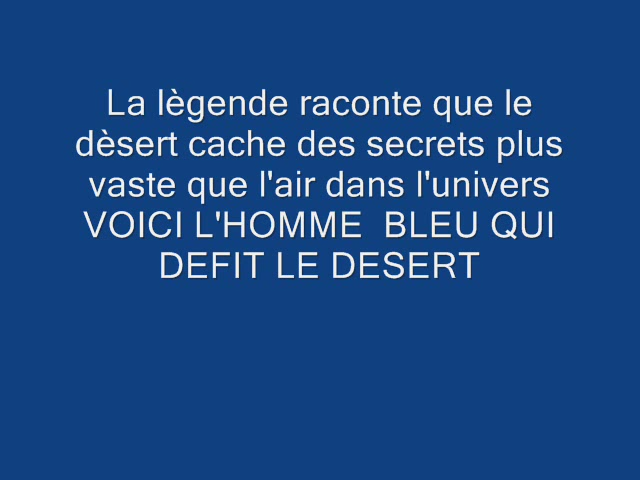 La lègende raconte que le
dèsert cache des secrets plus
vaste que l'air dans l'univers
VOICI L'HOMME  BLEU QUI
DEFIT LE DESERT